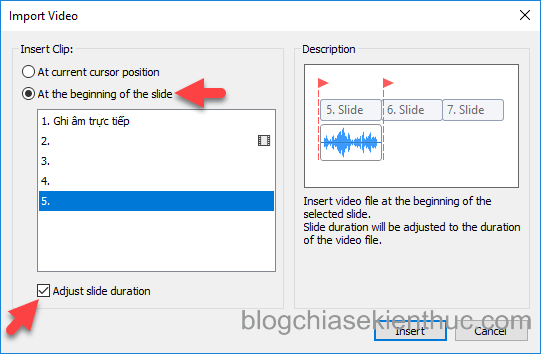 Import Video
Insert Clip:
At current cursor position
At the beginning of the slide
1. Ghi âm trực tiếp
2.
3.
4.
5.
Adjust slide duration
Description
5. Slide
6. Slide
7. Slide
Insert video file at the beginning of the
selected slide.
Slide duration will be adjusted to the duration
of the video file.
Insert
Cancel
blogchiasekienthuc.com